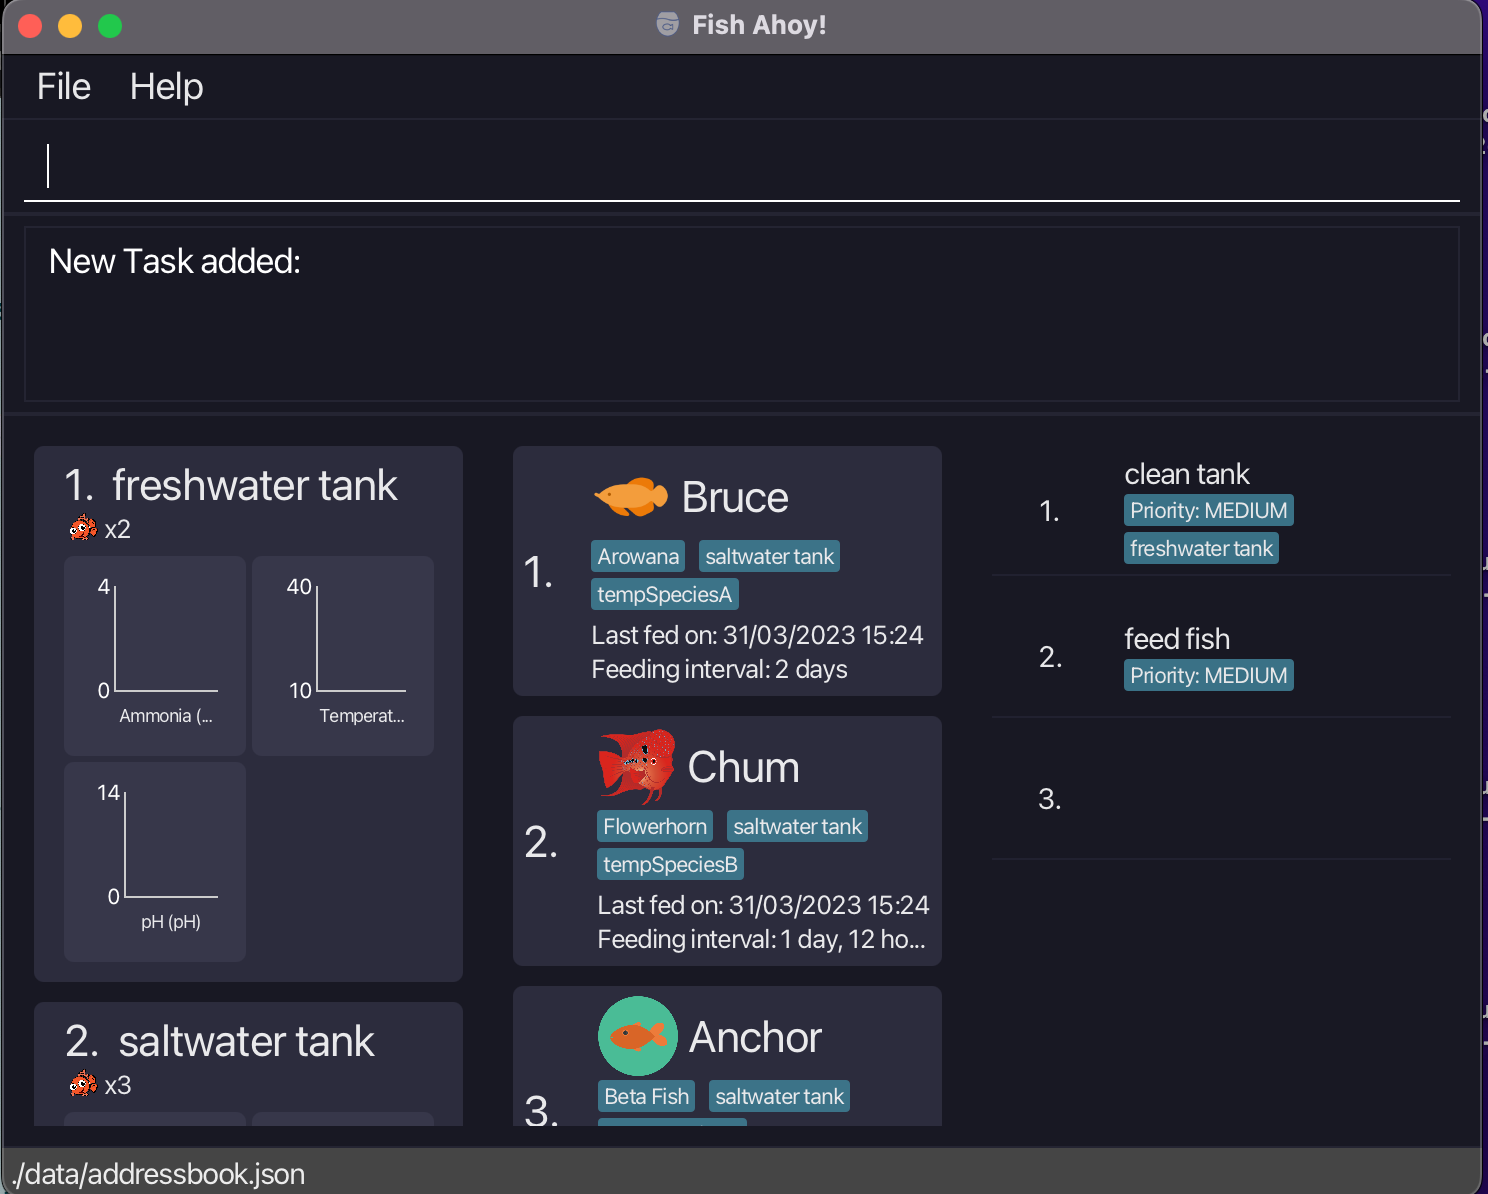 Fish Ahoy!
File Help
New Task added:
1. freshwater tank
x2
4
0
Ammonia (...
40
10
Temperat...
14
0
pH (pH)
2. saltwater tank
x3
1.
Bruce
Arowana saltwater tank
tempSpeciesA
Last fed on: 31/03/2023 15:24
Feeding interval: 2 days
2.
Chum
Flowerhorn saltwater tank
tempSpeciesB
Last fed on: 31/03/2023 15:24
Feeding interval: 1 day, 12 ho...
3.
Anchor
Beta Fish saltwater tank
1.
clean tank
Priority: MEDIUM
freshwater tank
2.
feed fish
Priority: MEDIUM
3.
./data/addressbook.json